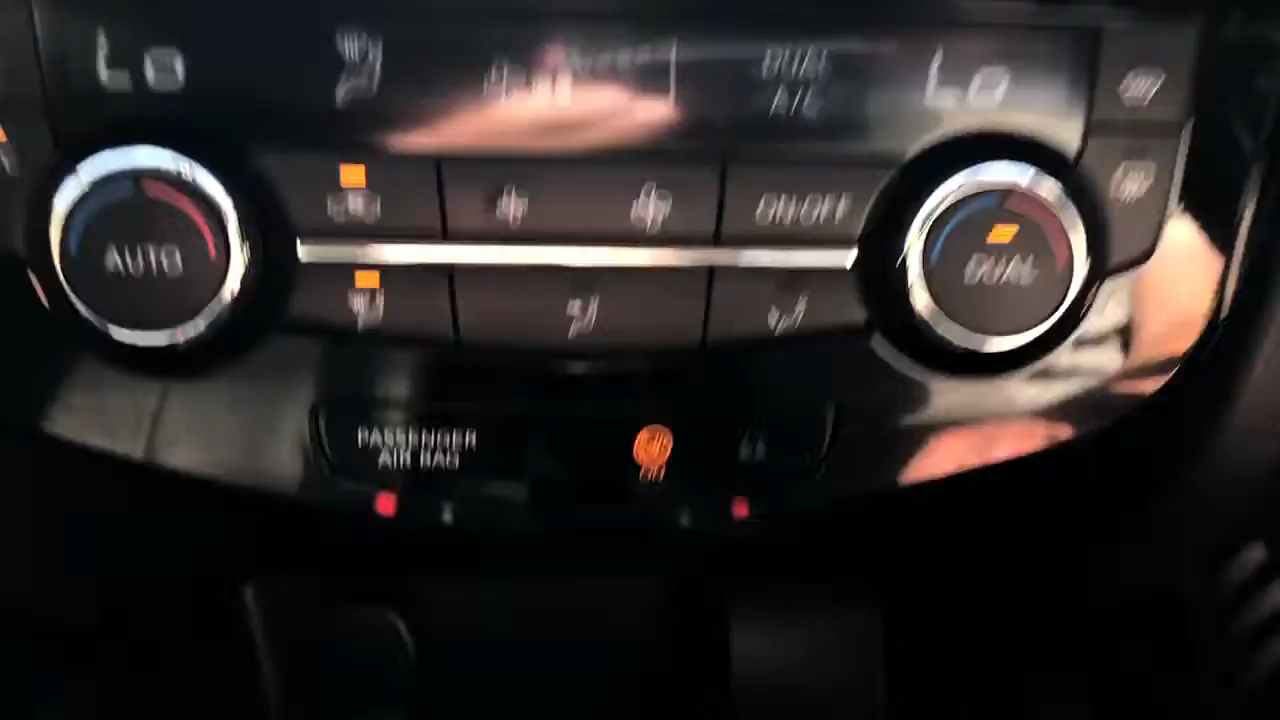 Lo
DUAL
A/C
Lo
ON·OFF
AUTO
DUAL
PASSENGER
AIR BAG